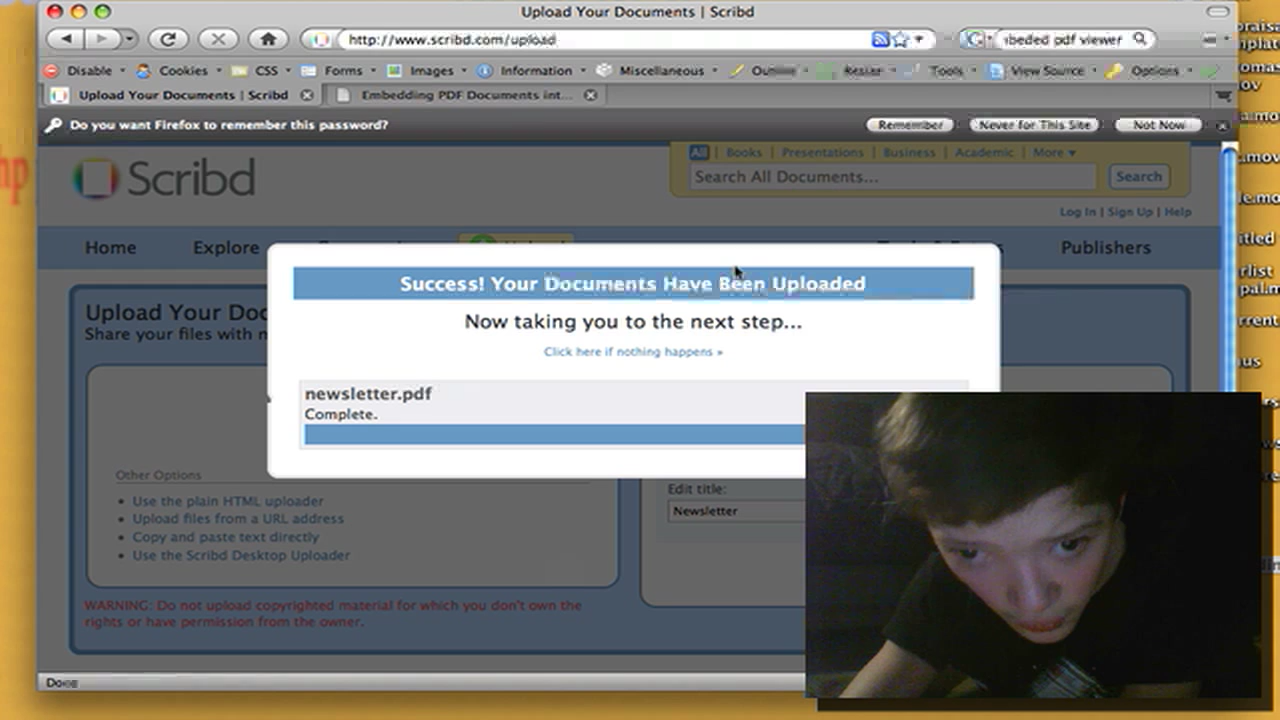 Upload Your Documents | Scribd
http://www.scribd.com/upload
beded pdf viewer
Disable Cookies CSS Forms Images Information Miscellaneous Outline Resize Tools View Source Options
Upload Your Documents | Scribd
Embedding PDF Documents int...
Do you want Firefox to remember this password?
Remember Never for This Site Not Now
All | Books | Presentations | Business | Academic | More
Scribd
Search All Documents...
Search
Log In | Sign Up | Help
Home Explore Publishers
Success! Your Documents Have Been Uploaded
Now taking you to the next step...
Click here if nothing happens »
Upload Your Doc
Share your files with
newsletter.pdf
Complete.
Other Options
Use the plain HTML uploader
Upload files from a URL address
Copy and paste text directly
Use the Scribd Desktop Uploader
Edit title:
Newsletter
WARNING: Do not upload copyrighted material for which you don't own the
rights or have permission from the owner.
Done
hp